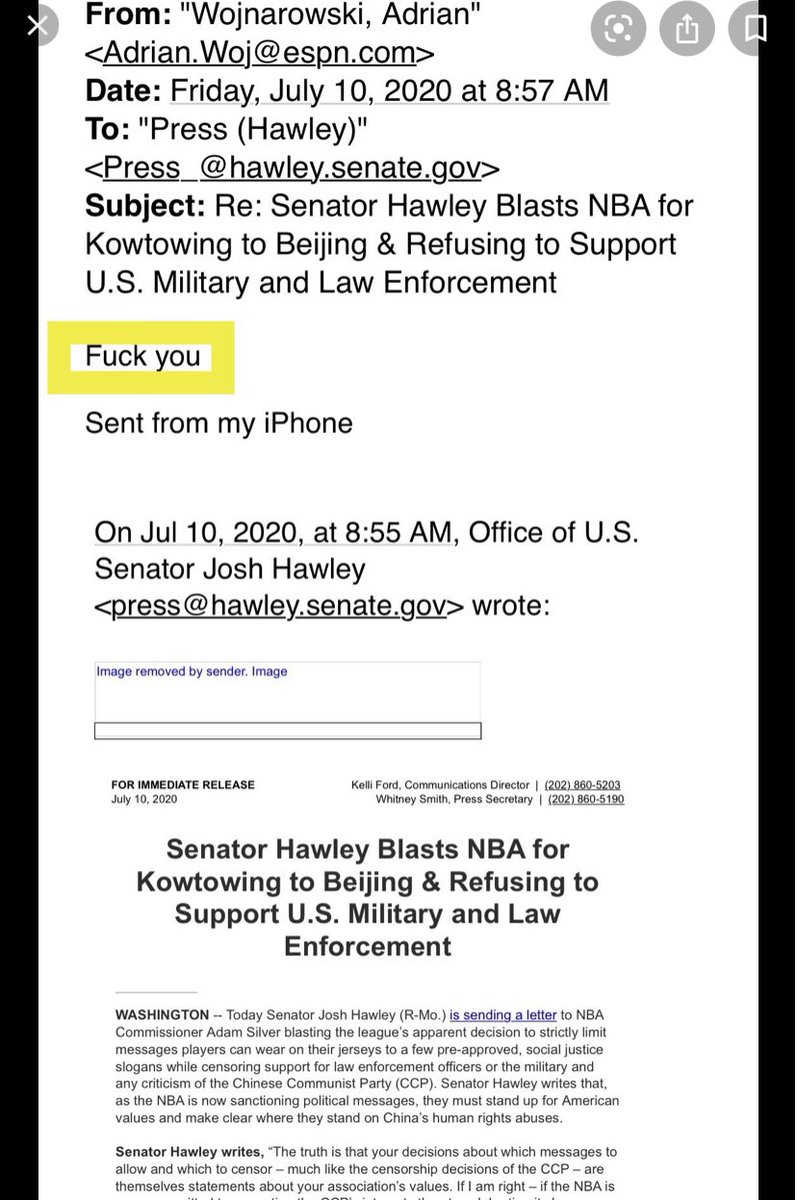 From: "Wojnarowski, Adrian"
<Adrian.Woj@espn.com>
Date: Friday, July 10, 2020 at 8:57 AM
To: "Press (Hawley)"
<Press_@hawley.senate.gov>
Subject: Re: Senator Hawley Blasts NBA for
Kowtowing to Beijing & Refusing to Support
U.S. Military and Law Enforcement
Fuck you
Sent from my iPhone
On Jul 10, 2020, at 8:55 AM, Office of U.S.
Senator Josh Hawley
<press@hawley.senate.gov> wrote:
Image removed by sender. Image
FOR IMMEDIATE RELEASE Kelli Ford, Communications Director | (202) 860-5203
July 10, 2020 Whitney Smith, Press Secretary | (202) 860-5190
Senator Hawley Blasts NBA for
Kowtowing to Beijing & Refusing to
Support U.S. Military and Law
Enforcement
WASHINGTON -- Today Senator Josh Hawley (R-Mo.) is sending a letter to NBA
Commissioner Adam Silver blasting the league's apparent decision to strictly limit
messages players can wear on their jerseys to a few pre-approved, social justice
slogans while censoring support for law enforcement officers or the military and
any criticism of the Chinese Communist Party (CCP). Senator Hawley writes that,
as the NBA is now sanctioning political messages, they must stand up for American
values and make clear where they stand on China's human rights abuses.
Senator Hawley writes, "The truth is that your decisions about which messages to
allow and which to censor – much like the censorship decisions of the CCP – are
themselves statements about your association's values. If I am right – if the NBA is